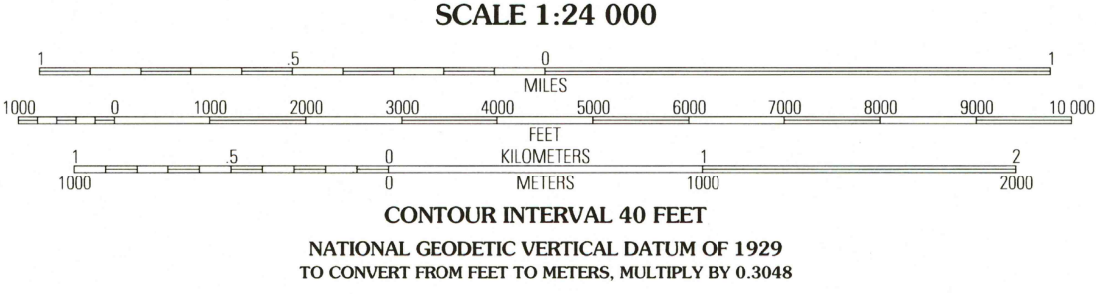 SCALE 1:24 000
1 .5 0 1
MILES
1000 0 1000 2000 3000 4000 5000 6000 7000 8000 9000 10 000
FEET
1 .5 0 KILOMETERS 1 2
1000 0 METERS 1000 2000
CONTOUR INTERVAL 40 FEET
NATIONAL GEODETIC VERTICAL DATUM OF 1929
TO CONVERT FROM FEET TO METERS, MULTIPLY BY 0.3048